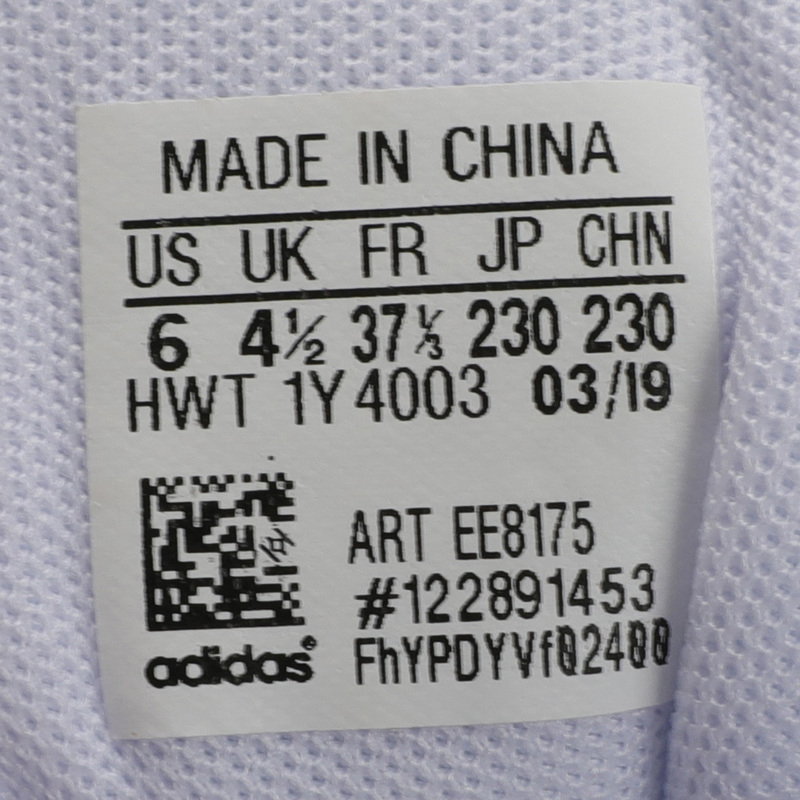 MADE IN CHINA
US UK FR JP CHN
6 4½ 37⅓ 230 230
HWT 1Y4003 03/19
ART EE8175
#122891453
FhYPDYVf02400
adidas®